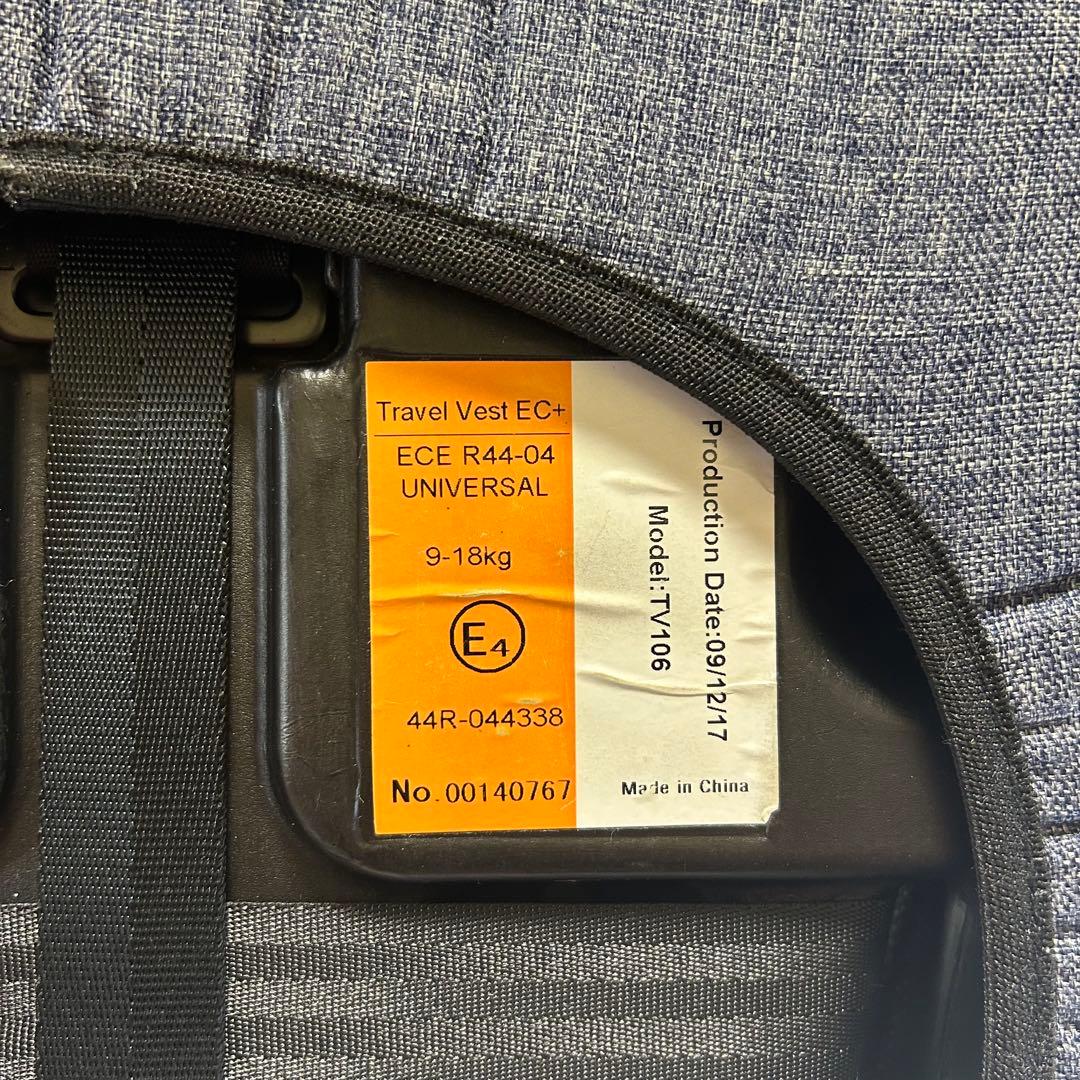 Travel Vest EC+
ECE R44-04
UNIVERSAL
9-18kg
E4
44R-044338
No.00140767
Production Date:09/12/17
Model:TV106
Made in China